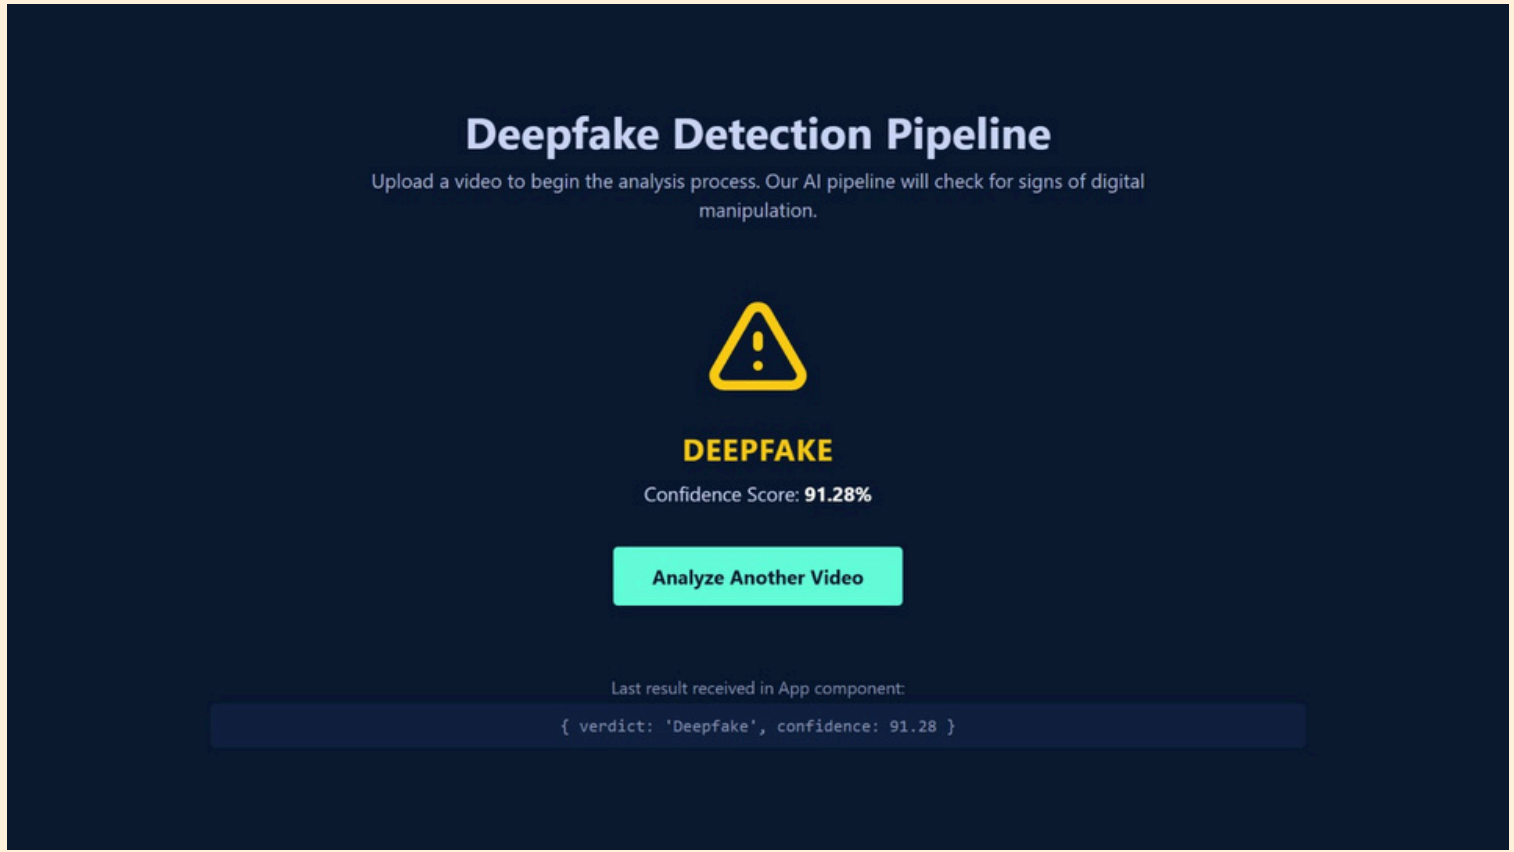 Deepfake Detection Pipeline
Upload a video to begin the analysis process. Our AI pipeline will check for signs of digital
manipulation.
DEEPFAKE
Confidence Score: 91.28%
Analyze Another Video
Last result received in App component:
{ verdict: 'Deepfake', confidence: 91.28 }